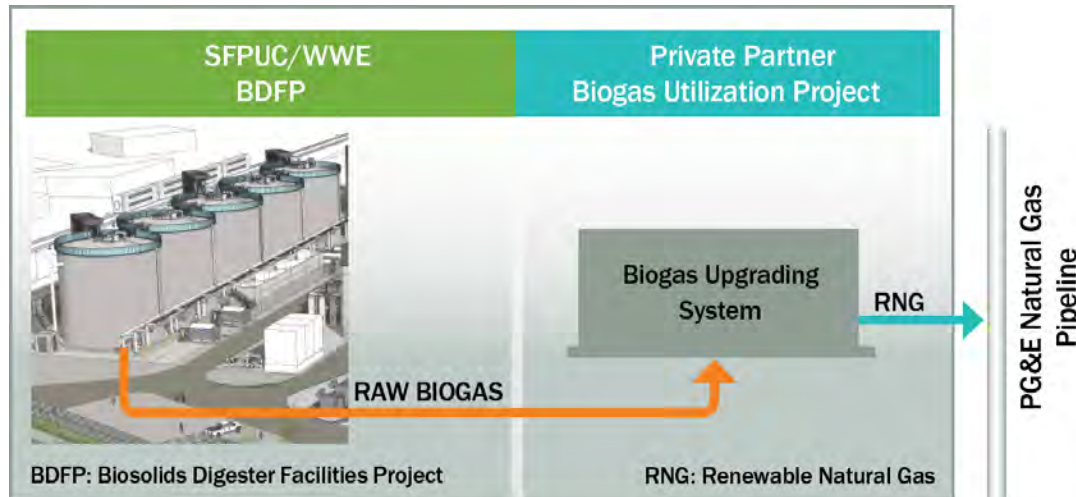 SFPUC/WWE
BDFP
Private Partner
Biogas Utilization Project
Biogas Upgrading
System
RNG
RAW BIOGAS
BDFP: Biosolids Digester Facilities Project
RNG: Renewable Natural Gas
PG&E Natural Gas
Pipeline